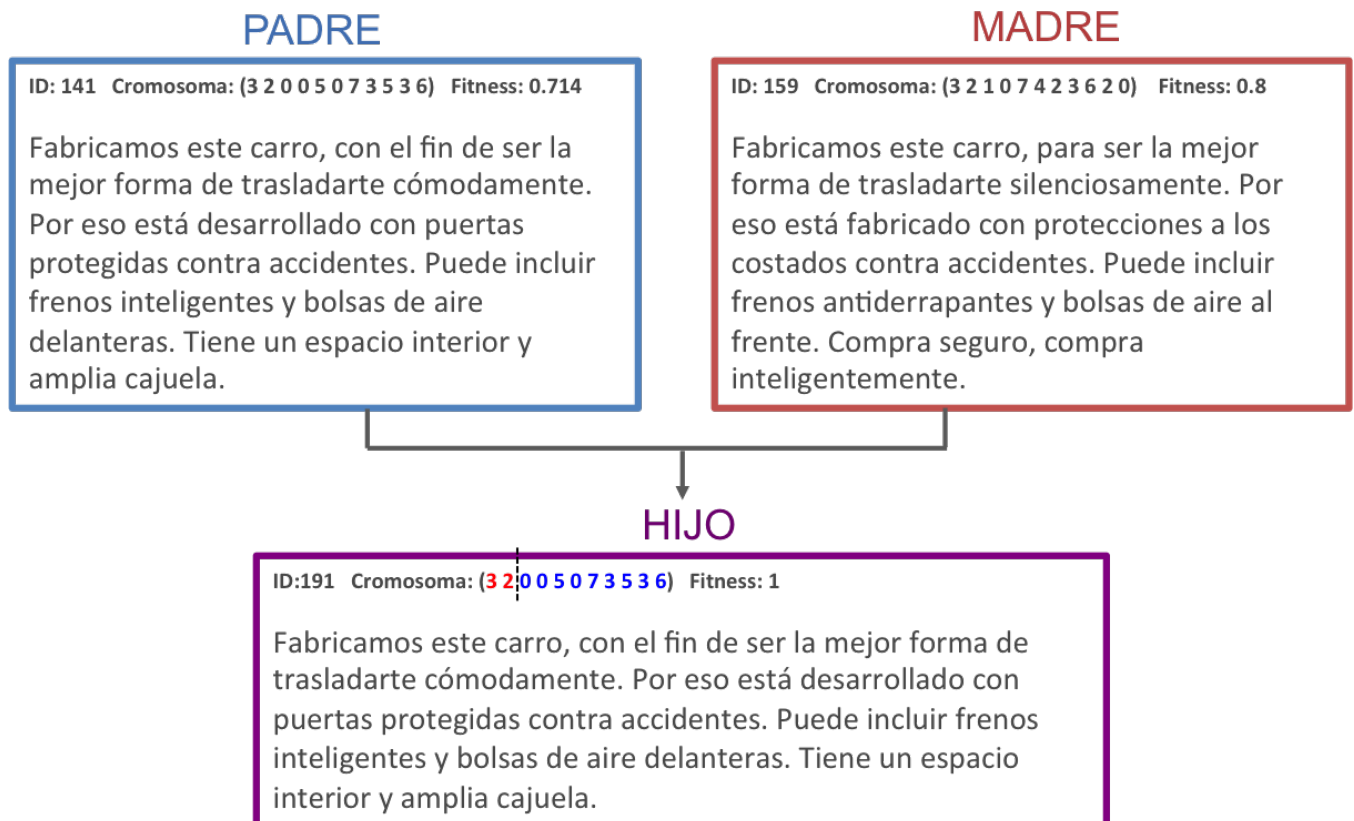 PADRE
ID: 141 Cromosoma: (3 2 0 0 5 0 7 3 5 3 6) Fitness: 0.714
Fabricamos este carro, con el fin de ser la
mejor forma de trasladarte cómodamente.
Por eso está desarrollado con puertas
protegidas contra accidentes. Puede incluir
frenos inteligentes y bolsas de aire
delanteras. Tiene un espacio interior y
amplia cajuela.
MADRE
ID: 159 Cromosoma: (3 2 1 0 7 4 2 3 6 2 0) Fitness: 0.8
Fabricamos este carro, para ser la mejor
forma de trasladarte silenciosamente. Por
eso está fabricado con protecciones a los
costados contra accidentes. Puede incluir
frenos antiderrapantes y bolsas de aire al
frente. Compra seguro, compra
inteligentemente.
HIJO
ID:191 Cromosoma: (3 2 0 0 5 0 7 3 5 3 6) Fitness: 1
Fabricamos este carro, con el fin de ser la mejor forma de
trasladarte cómodamente. Por eso está desarrollado con
puertas protegidas contra accidentes. Puede incluir frenos
inteligentes y bolsas de aire delanteras. Tiene un espacio
interior y amplia cajuela.